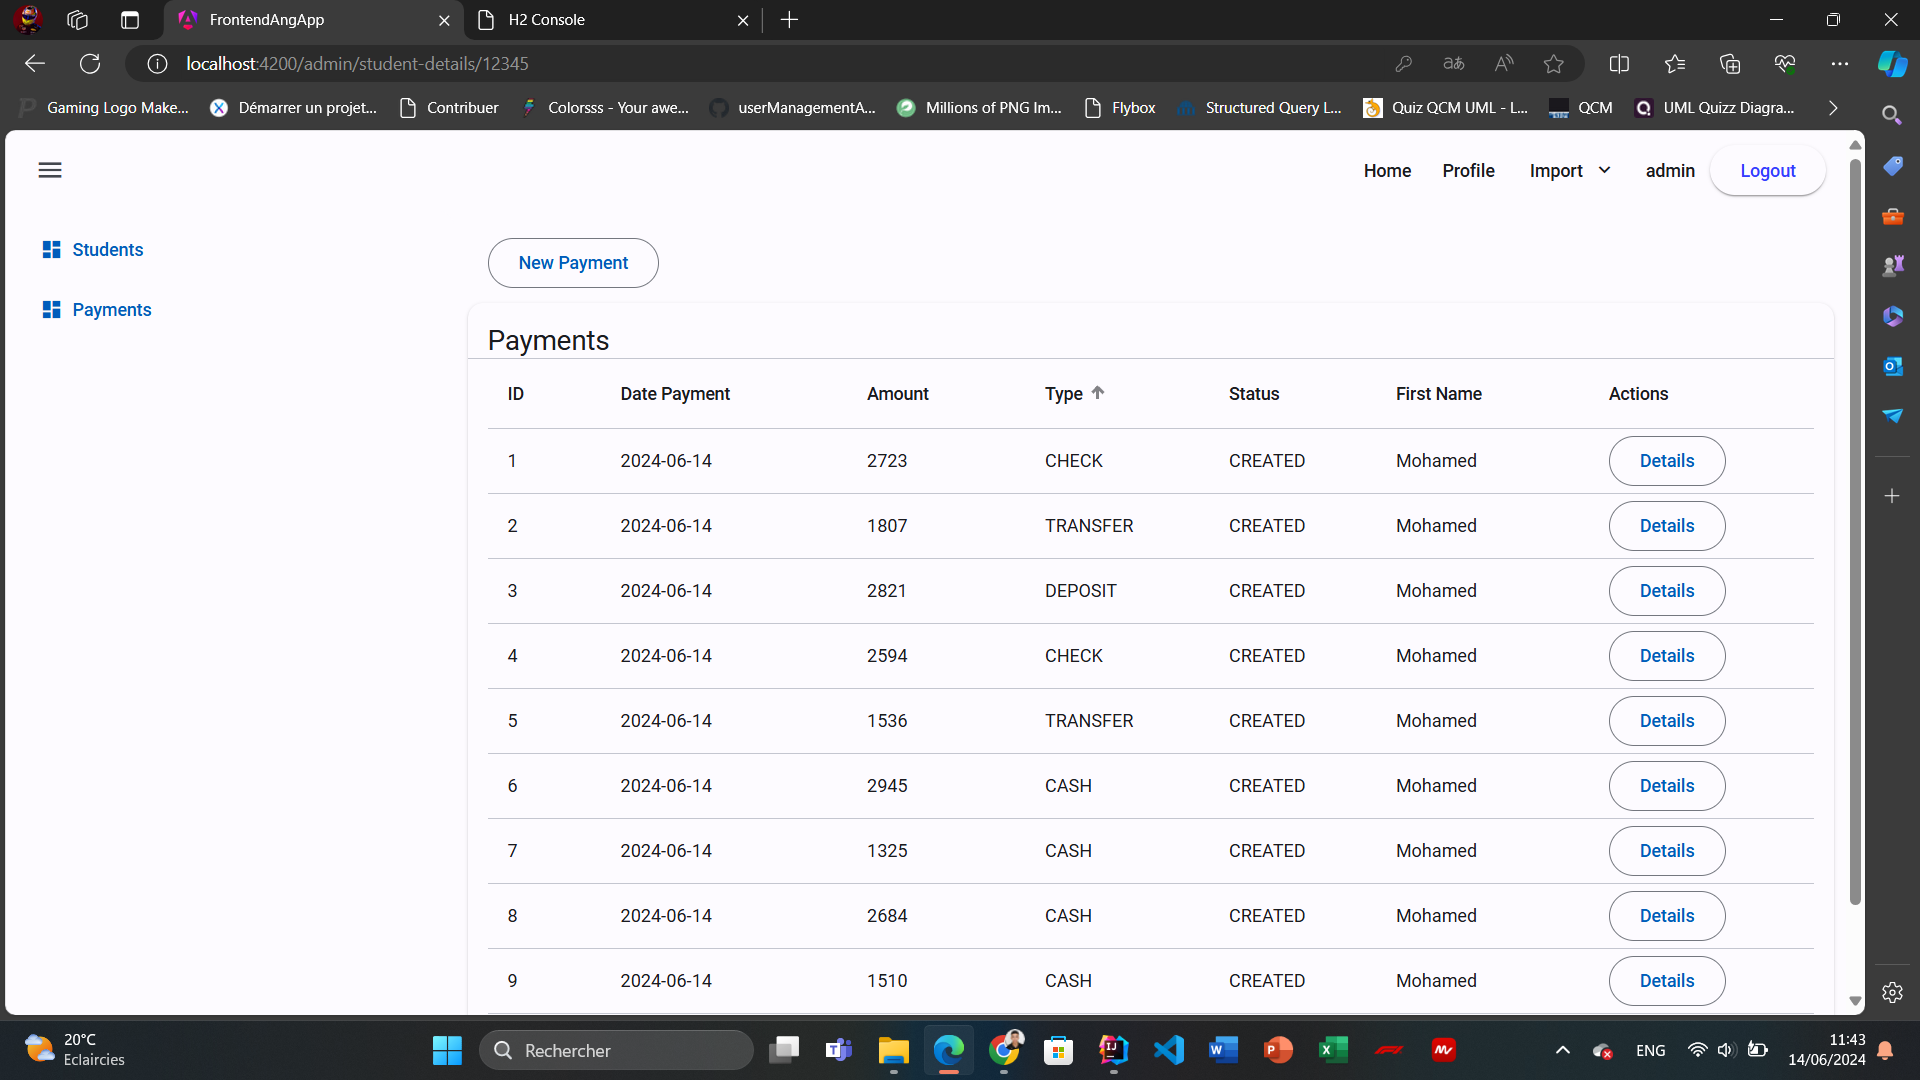 FrontendAngApp
H2 Console
localhost:4200/admin/student-details/12345
Gaming Logo Make...
Démarrer un projet...
Contribuer
Colorsss - Your awe...
userManagementA...
Millions of PNG Im...
Flybox
Structured Query L...
Quiz QCM UML - L...
QCM
UML Quizz Diagra...
Home Profile Import admin Logout
Students
Payments
New Payment
Payments
ID Date Payment Amount Type Status First Name Actions
1 2024-06-14 2723 CHECK CREATED Mohamed Details
2 2024-06-14 1807 TRANSFER CREATED Mohamed Details
3 2024-06-14 2821 DEPOSIT CREATED Mohamed Details
4 2024-06-14 2594 CHECK CREATED Mohamed Details
5 2024-06-14 1536 TRANSFER CREATED Mohamed Details
6 2024-06-14 2945 CASH CREATED Mohamed Details
7 2024-06-14 1325 CASH CREATED Mohamed Details
8 2024-06-14 2684 CASH CREATED Mohamed Details
9 2024-06-14 1510 CASH CREATED Mohamed Details
20°C
Eclaircies
Rechercher
ENG
11:43
14/06/2024